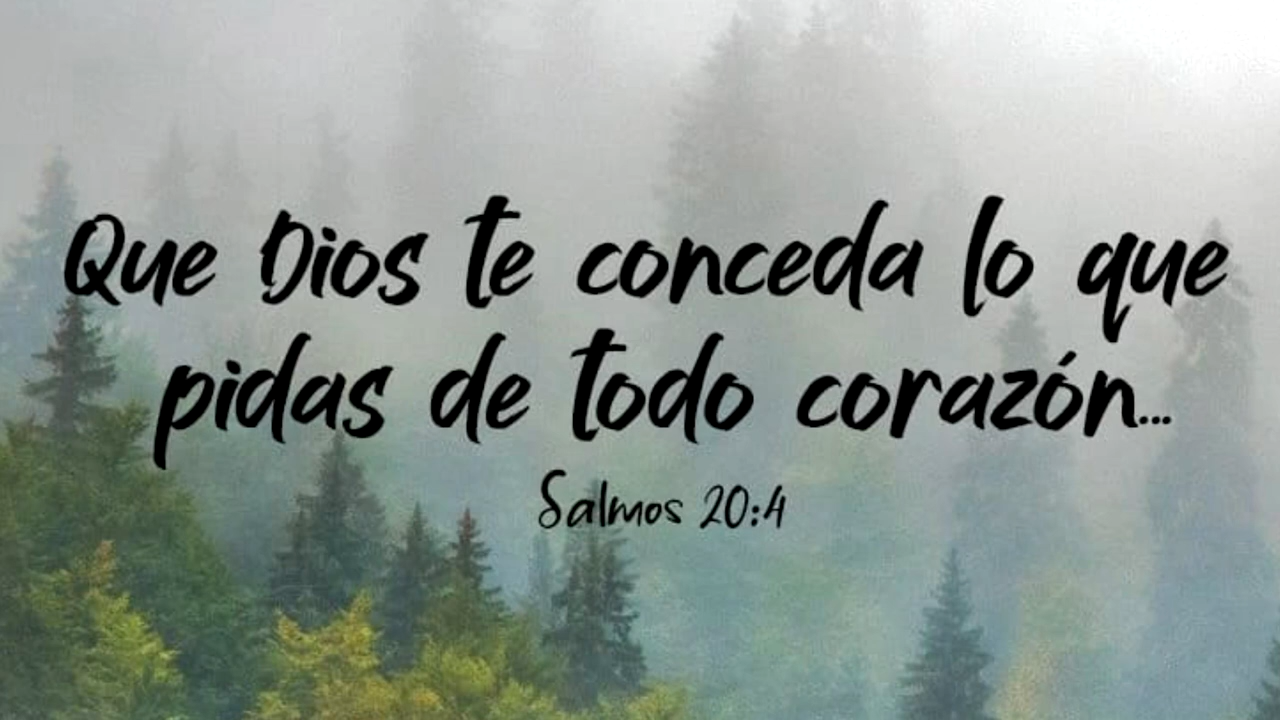 Que Dios te conceda lo que
pidas de todo corazón...
Salmos 20:4